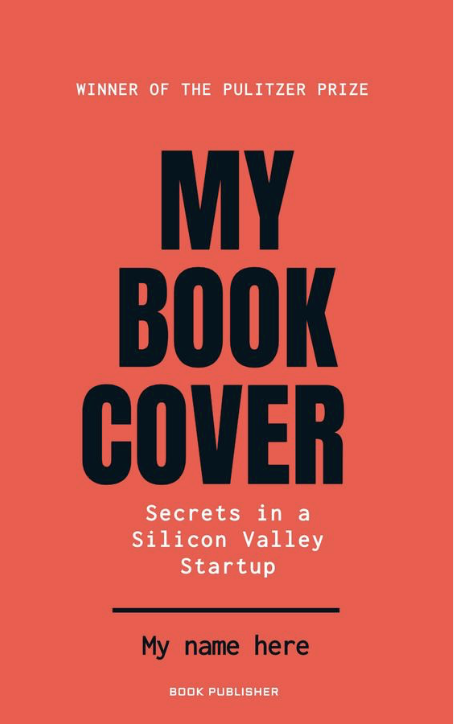 WINNER OF THE PULITZER PRIZE
MY
BOOK
COVER
Secrets in a
Silicon Valley
Startup
My name here
BOOK PUBLISHER